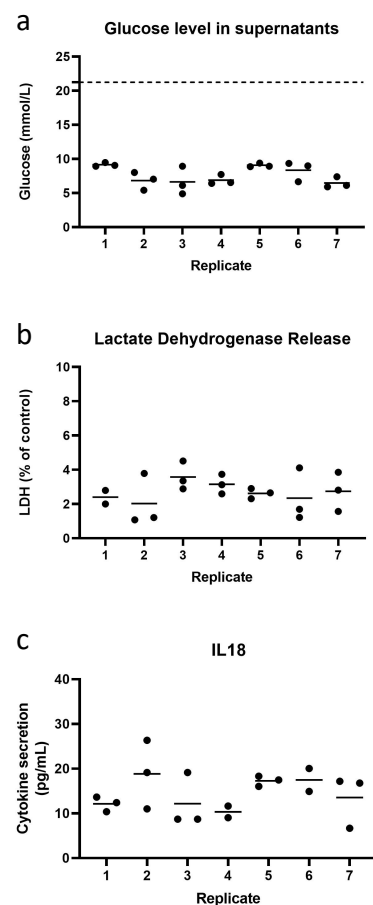 a
Glucose level in supernatants
25
20
15
10
5
0
Glucose (mmol/L)
1 2 3 4 5 6 7
Replicate
b
Lactate Dehydrogenase Release
10
8
6
4
2
0
LDH (% of control)
1 2 3 4 5 6 7
Replicate
c
IL18
40
30
20
10
0
Cytokine secretion
(pg/mL)
1 2 3 4 5 6 7
Replicate